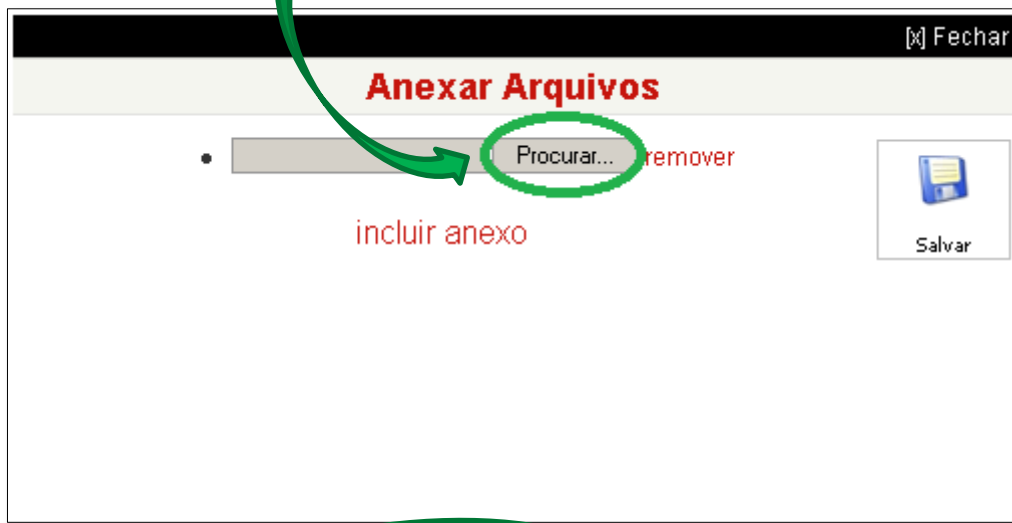 [x] Fechar
Anexar Arquivos
Procurar... remover
incluir anexo
Salvar